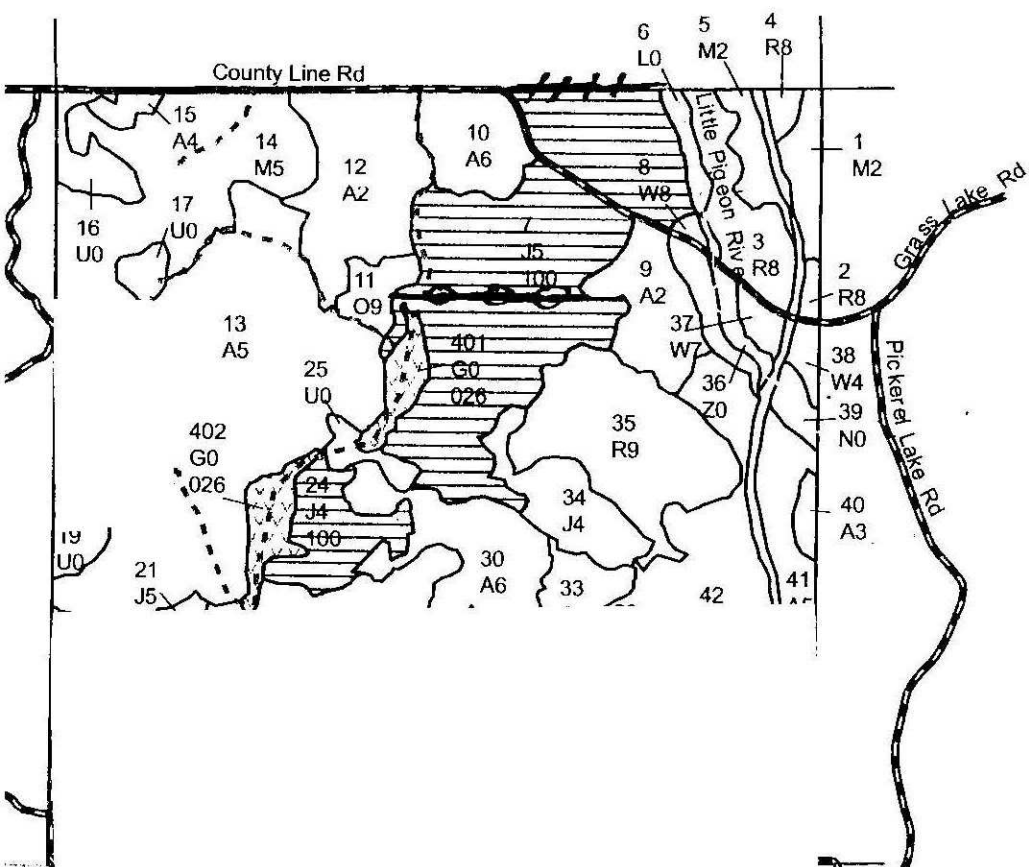 6
L0
5
M2
4
R8
County Line Rd
Little Pigeon River
15
A4
14
M5
10
A6
12
A2
1
M2
8
W8
Grass Lake Rd
16
U0
17
U0
3
R8
J5
100
9
A2
2
R8
11
O9
13
A5
37
W7
401
G0
026
38
W4
36
Z0
25
U0
39
N0
Pickerel Lake Rd
35
R9
402
G0
026
24
J4
100
34
J4
40
A3
19
U0
21
J5
30
A6
33
42
41